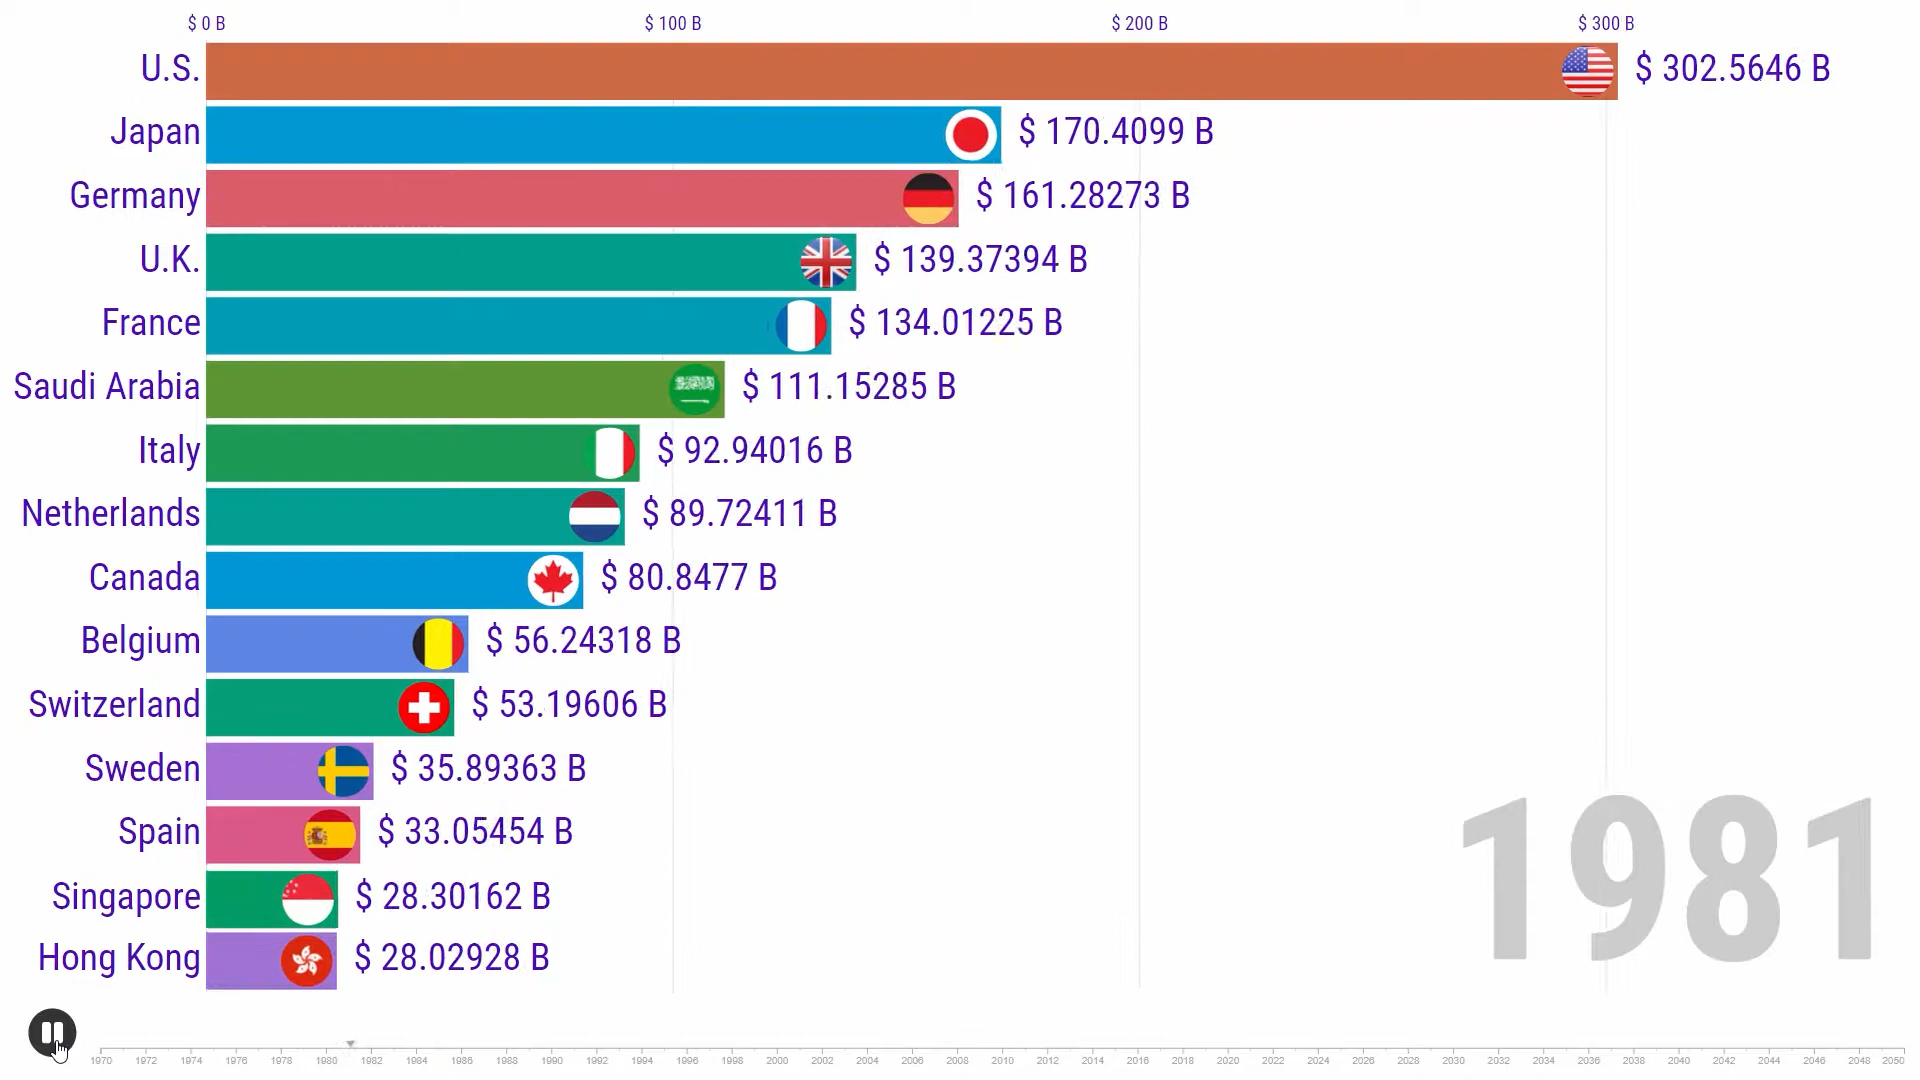 $ 0 B $ 100 B $ 200 B $ 300 B
U.S. $ 302.5646 B
Japan $ 170.4099 B
Germany $ 161.28273 B
U.K. $ 139.37394 B
France $ 134.01225 B
Saudi Arabia $ 111.15285 B
Italy $ 92.94016 B
Netherlands $ 89.72411 B
Canada $ 80.8477 B
Belgium $ 56.24318 B
Switzerland $ 53.19606 B
Sweden $ 35.89363 B
Spain $ 33.05454 B
Singapore $ 28.30162 B
Hong Kong $ 28.02928 B
1981
1970 1972 1974 1976 1978 1980 1982 1984 1986 1988 1990 1992 1994 1996 1998 2000 2002 2004 2006 2008 2010 2012 2014 2016 2018 2020 2022 2024 2026 2028 2030 2032 2034 2036 2038 2040 2042 2044 2046 2048 2050